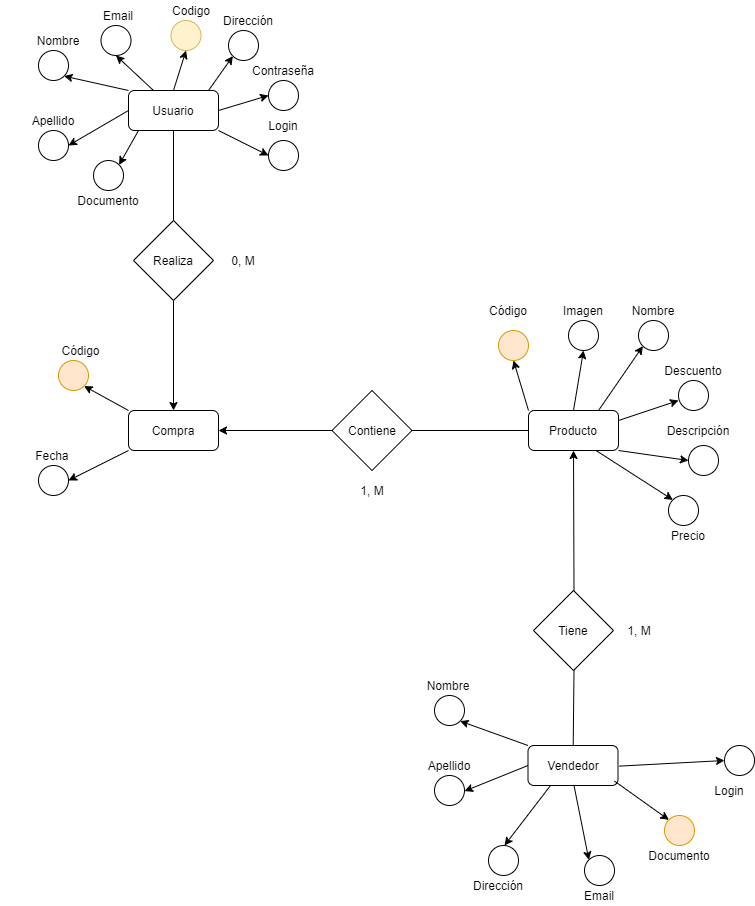 Email
Codigo
Dirección
Nombre
Contraseña
Usuario
Apellido
Login
Documento
Realiza
0, M
Código
Imagen
Nombre
Código
Descuento
Compra
Contiene
Producto
Descripción
Fecha
1, M
Precio
Tiene
1, M
Nombre
Apellido
Vendedor
Login
Documento
Dirección
Email